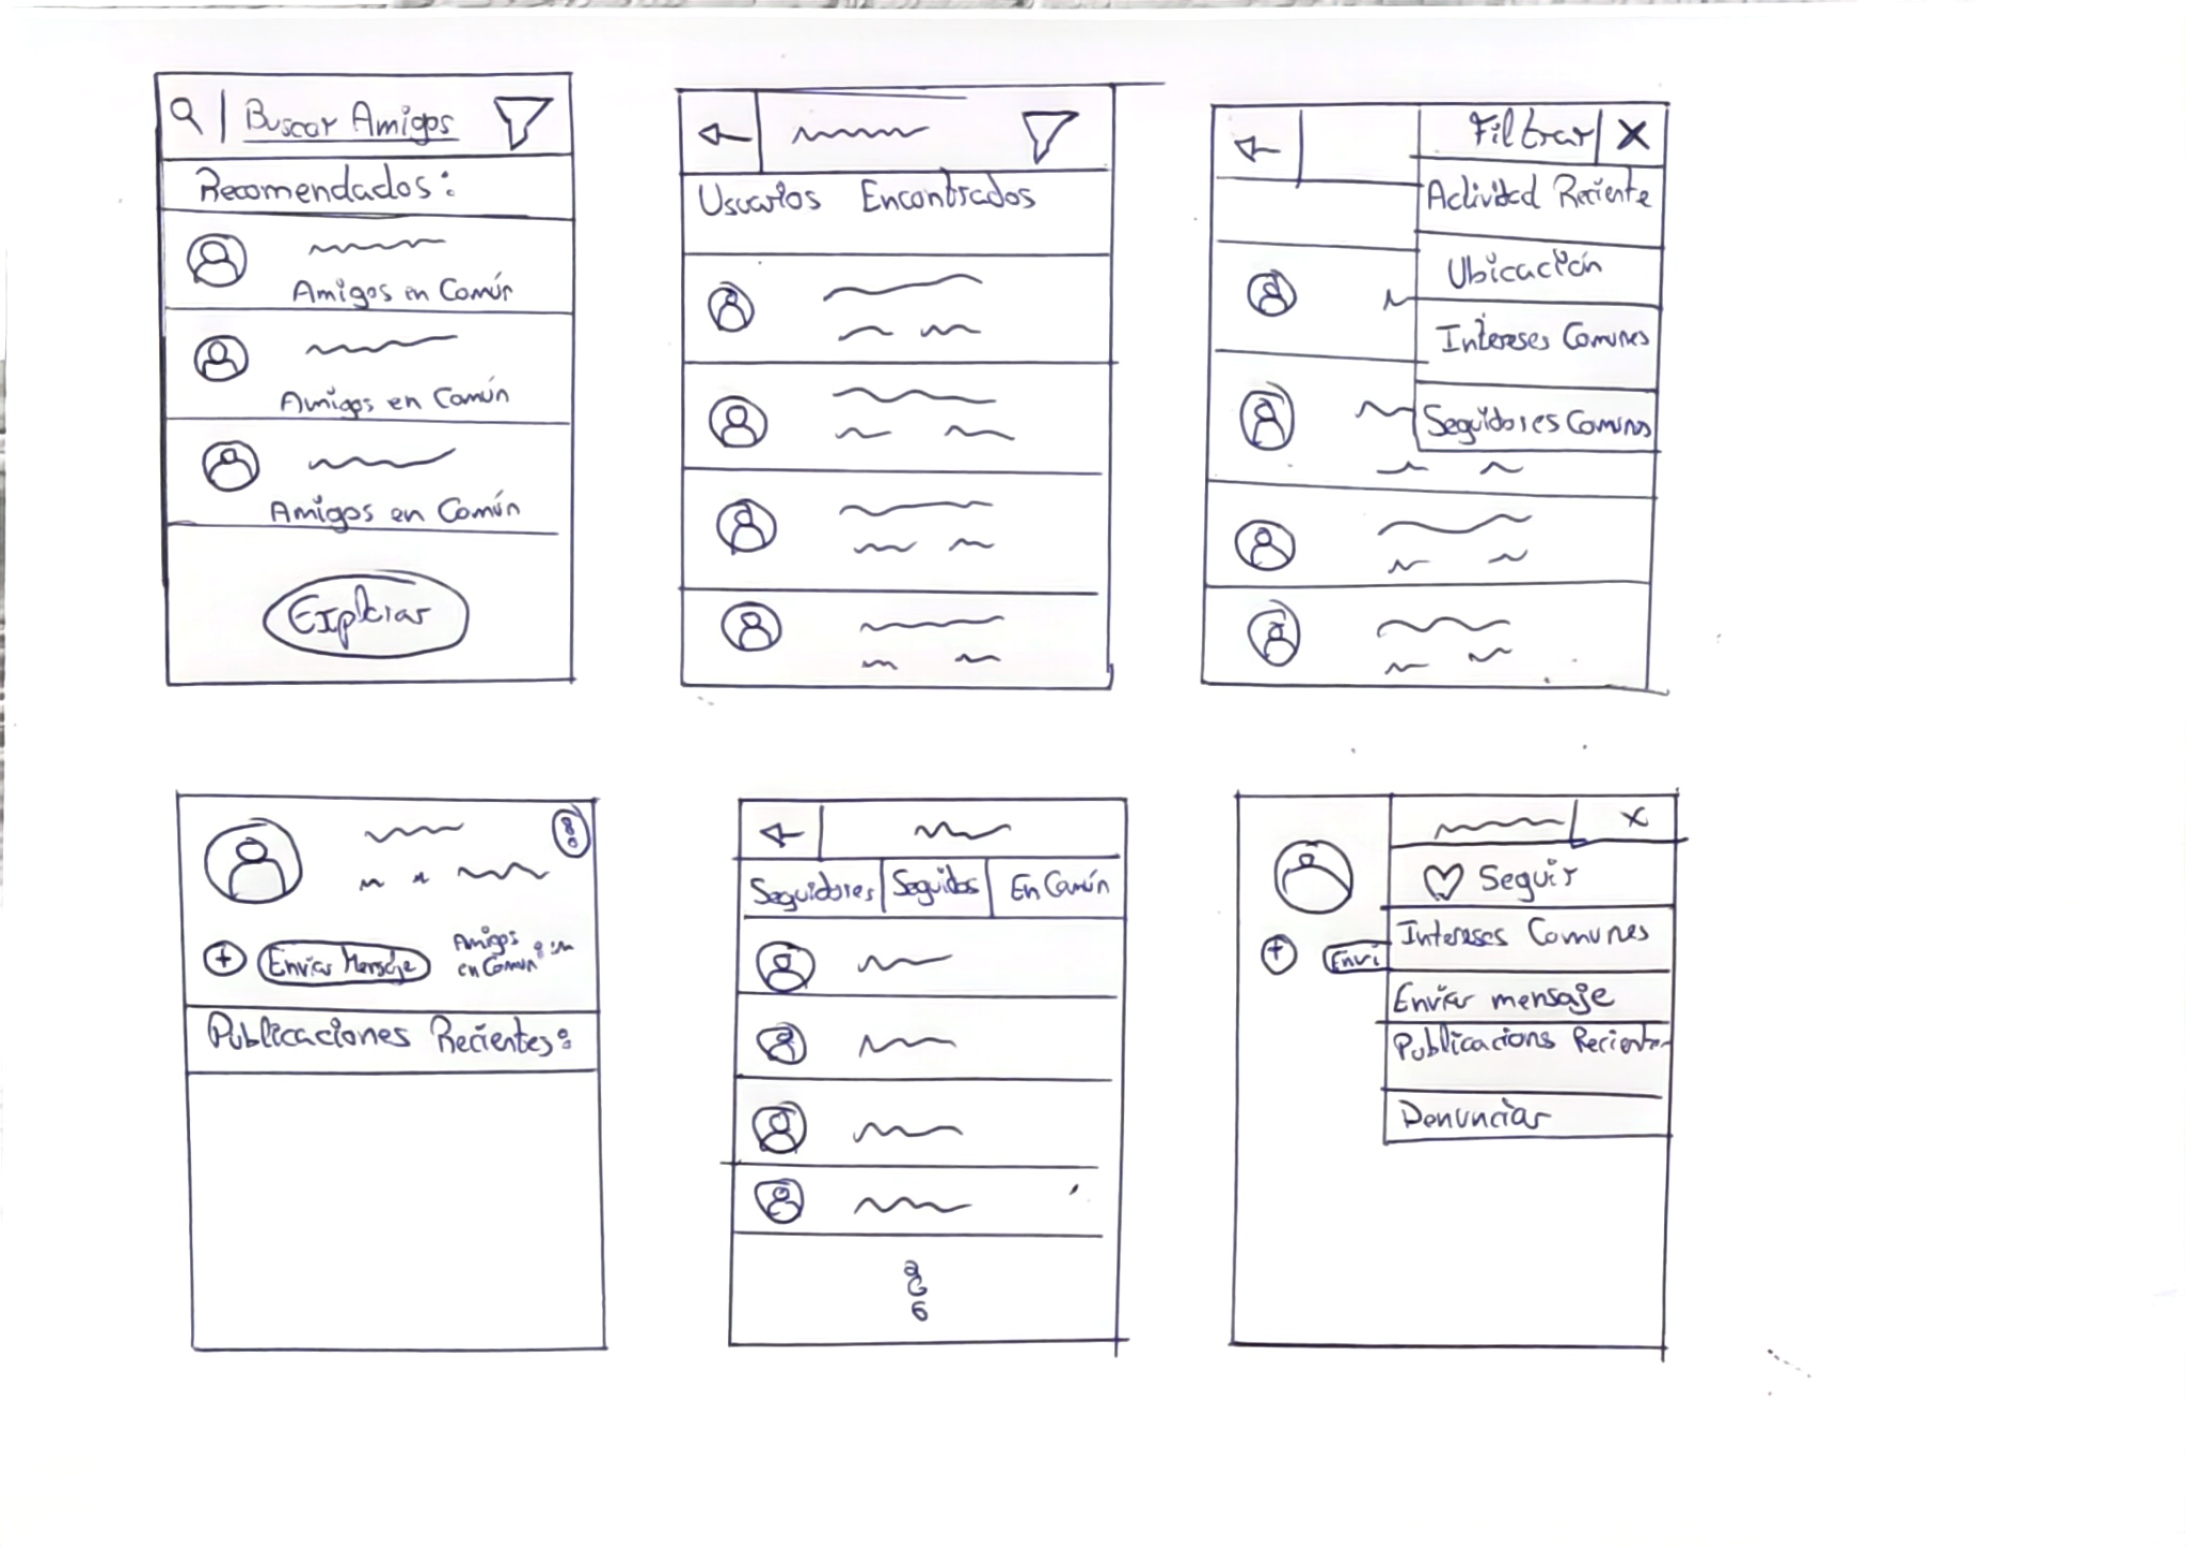 Buscar Amigos
Recomendados:
Amigos en Común
Amigos en Común
Amigos en Común
Explorar
Usuarios Encontrados
Filtrar X
Actividad Reciente
Ubicación
Intereses Comunes
Seguidores Comunes
Enviar Mensaje
Amigos
en Común
Publicaciones Recientes:
Seguidores Seguidos En Común
X
Seguir
Envi
Intereses Comunes
Enviar mensaje
Publicacions Recientes
Denunciar